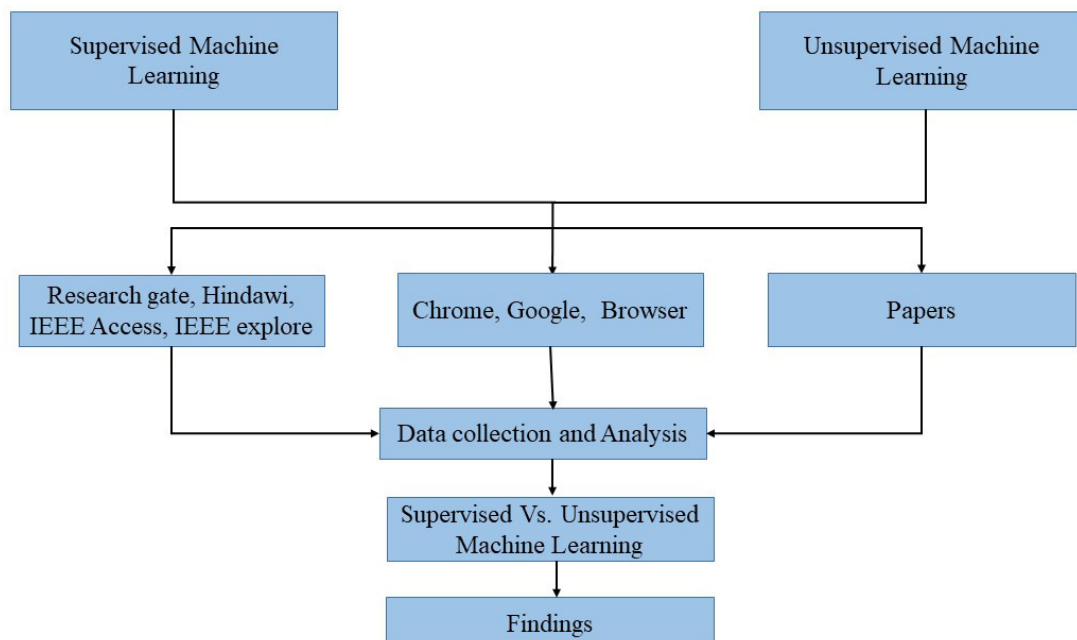 Supervised Machine
Learning
Unsupervised Machine
Learning
Research gate, Hindawi,
IEEE Access, IEEE explore
Chrome, Google, Browser
Papers
Data collection and Analysis
Supervised Vs. Unsupervised
Machine Learning
Findings